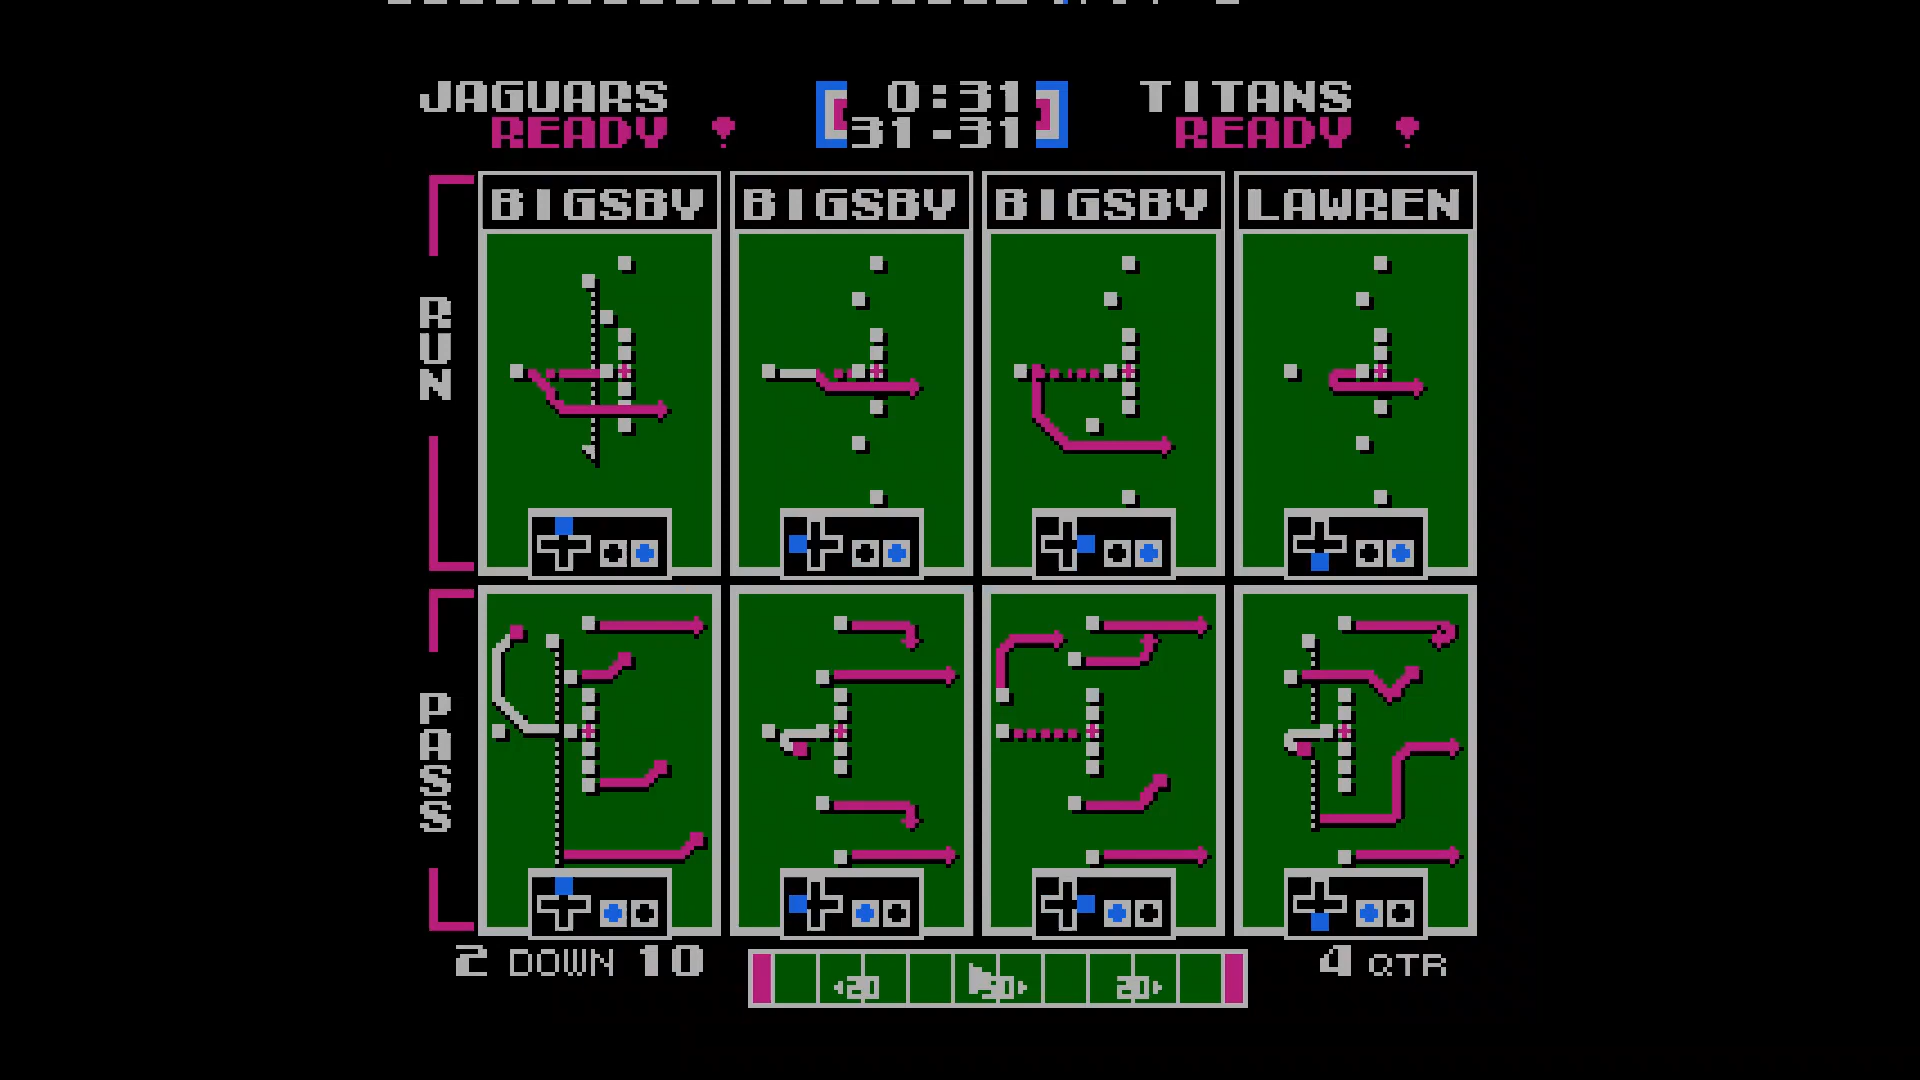 JAGUARS 0:31 TITANS
READY 31-31 READY
BIGSBY BIGSBY BIGSBY LAWREN
RUN
PASS
2 DOWN 10 4 QTR
20 50 20